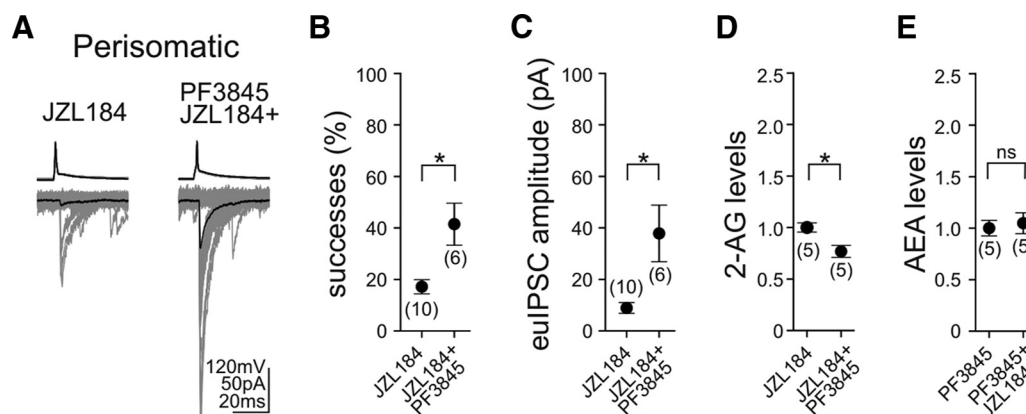 A
Perisomatic
JZL184
PF3845
JZL184+
120mV
50pA
20ms
B
successes (%)
100
80
60
40
20
0
*
(10)
(6)
JZL184
JZL184+
PF3845
C
euIPSC amplitude (pA)
100
80
60
40
20
0
*
(10)
(6)
JZL184
JZL184+
PF3845
D
2-AG levels
2.5
2.0
1.5
1.0
0.5
0
*
(5)
(5)
JZL184
JZL184+
PF3845
E
AEA levels
2.5
2.0
1.5
1.0
0.5
0
ns
(5)
(5
PF3845
PF3845+
JZL184